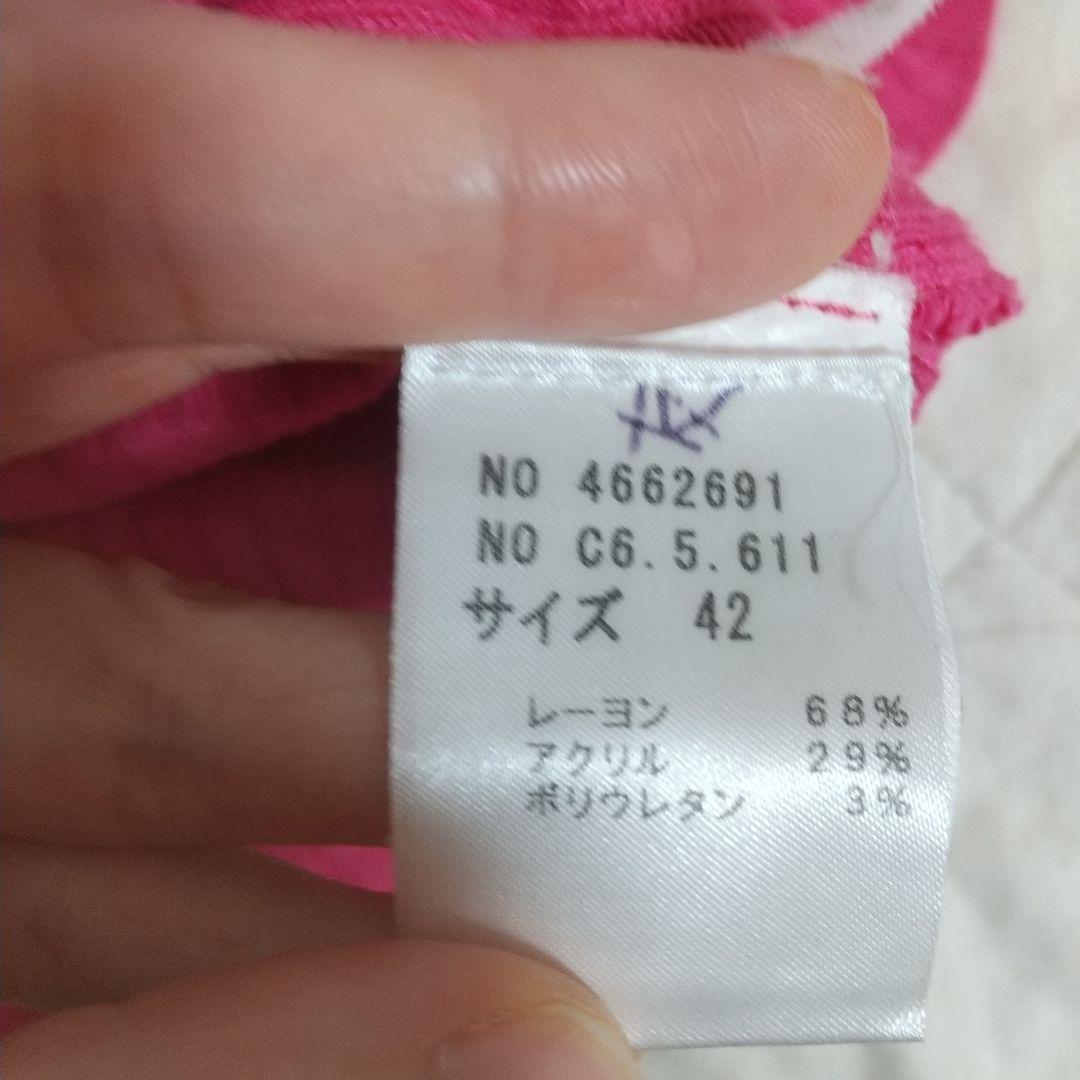 NO 4662691
NO C6.5.611
サイズ 42
レーヨン 68%
アクリル 29%
ポリウレタン 3%